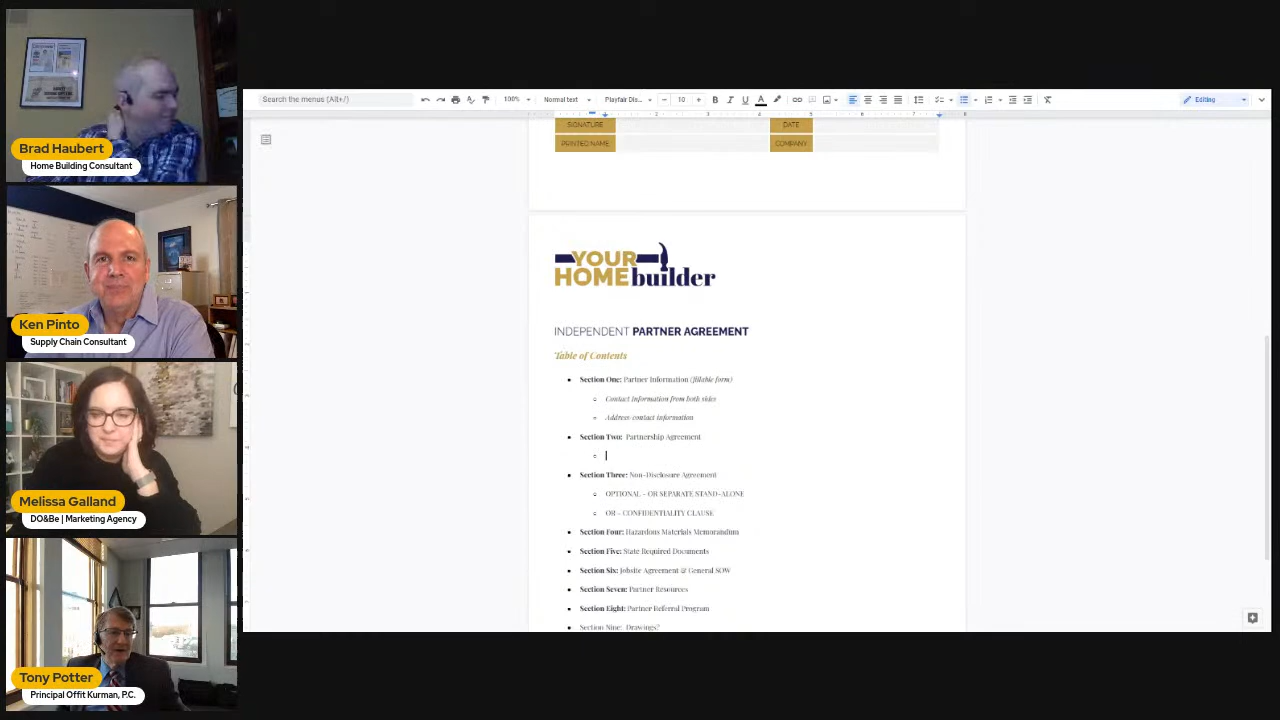 Brad Haubert
Home Building Consultant
Ken Pinto
Supply Chain Consultant
Melissa Galland
DO&Be | Marketing Agency
Tony Potter
Principal Offit Kurman, P.C.
Search the menus (Alt+/)
100%
Normal text
Playfair Dis...
10
Editing
SIGNATURE
DATE
PRINTED NAME
COMPANY
YOUR
HOME builder
INDEPENDENT PARTNER AGREEMENT
Table of Contents
Section One: Partner Information (fillable form)
Contact information from both sides
Address/contact information
Section Two: Partnership Agreement
Section Three: Non-Disclosure Agreement
OPTIONAL - OR SEPARATE STAND-ALONE
OR - CONFIDENTIALITY CLAUSE
Section Four: Hazardous Materials Memorandum
Section Five: State Required Documents
Section Six: Jobsite Agreement & General SOW
Section Seven: Partner Resources
Section Eight: Partner Referral Program
Section Nine: Drawings?